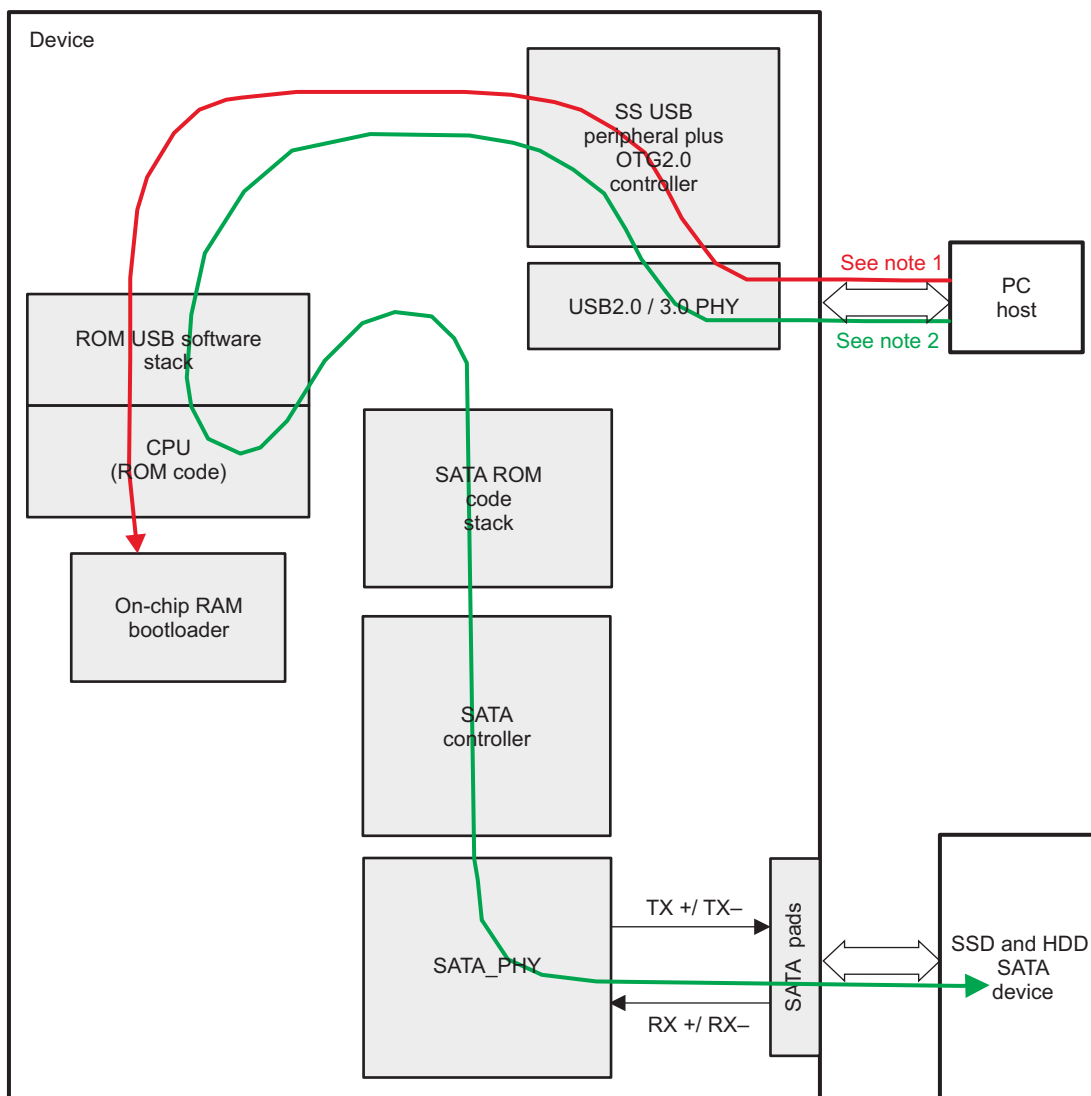 Device
SS USB
peripheral plus
OTG2.0
controller
See note 1
USB2.0 / 3.0 PHY
See note 2
PC
host
ROM USB software
stack
CPU
(ROM code)
SATA ROM
code
stack
On-chip RAM
bootloader
SATA
controller
TX +/ TX–
SATA_PHY
RX +/ RX–
SATA pads
SSD and HDD
SATA
device